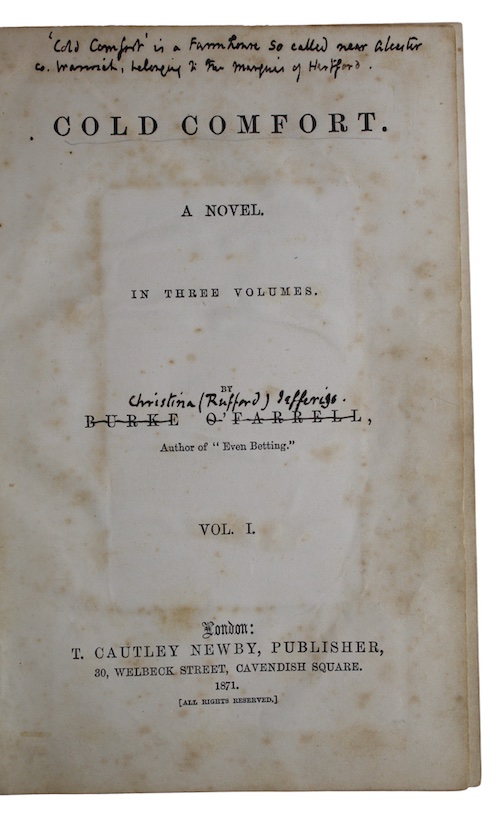 'Cold Comfort' is a Farmhouse so called near Alcester
co. Warwick, belonging to the Marquis of Hertford.
COLD COMFORT.
A NOVEL.
IN THREE VOLUMES.
BY
Christina (Rufford) Jefferies.
BURKE O'FARRELL,
Author of "Even Betting."
VOL. I.
London:
T. CAUTLEY NEWBY, PUBLISHER,
30, WELBECK STREET, CAVENDISH SQUARE.
1871.
[ALL RIGHTS RESERVED.]